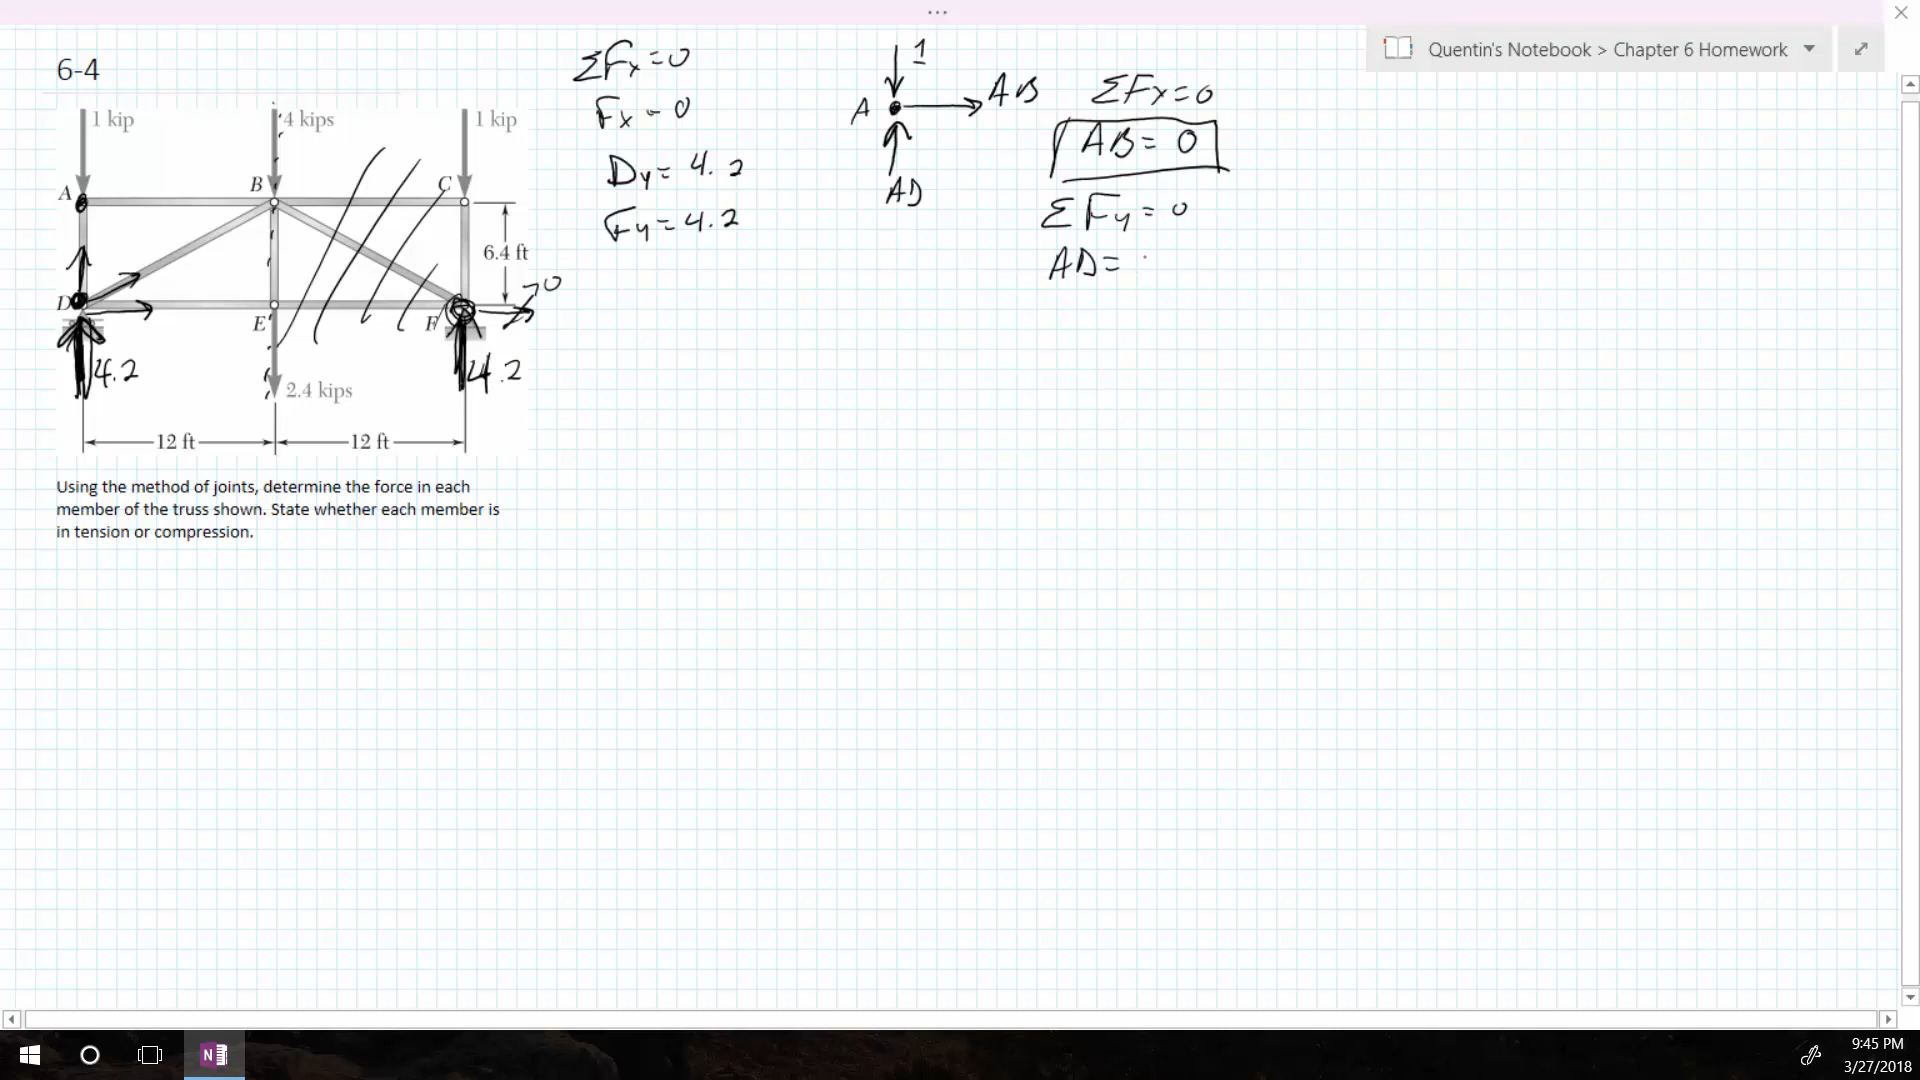 ...
Quentin's Notebook > Chapter 6 Homework
6-4
1 kip
4 kips
1 kip
A
B
C
6.4 ft
D
E
F
0
4.2
4.2
2.4 kips
12 ft
12 ft
Using the method of joints, determine the force in each
member of the truss shown. State whether each member is
in tension or compression.
ΣFx=0
Fx=0
Dy=4.2
Fy=4.2
1
A
AB
AD
ΣFx=0
AB=0
ΣFy=0
AD=
N
9:45 PM
3/27/2018